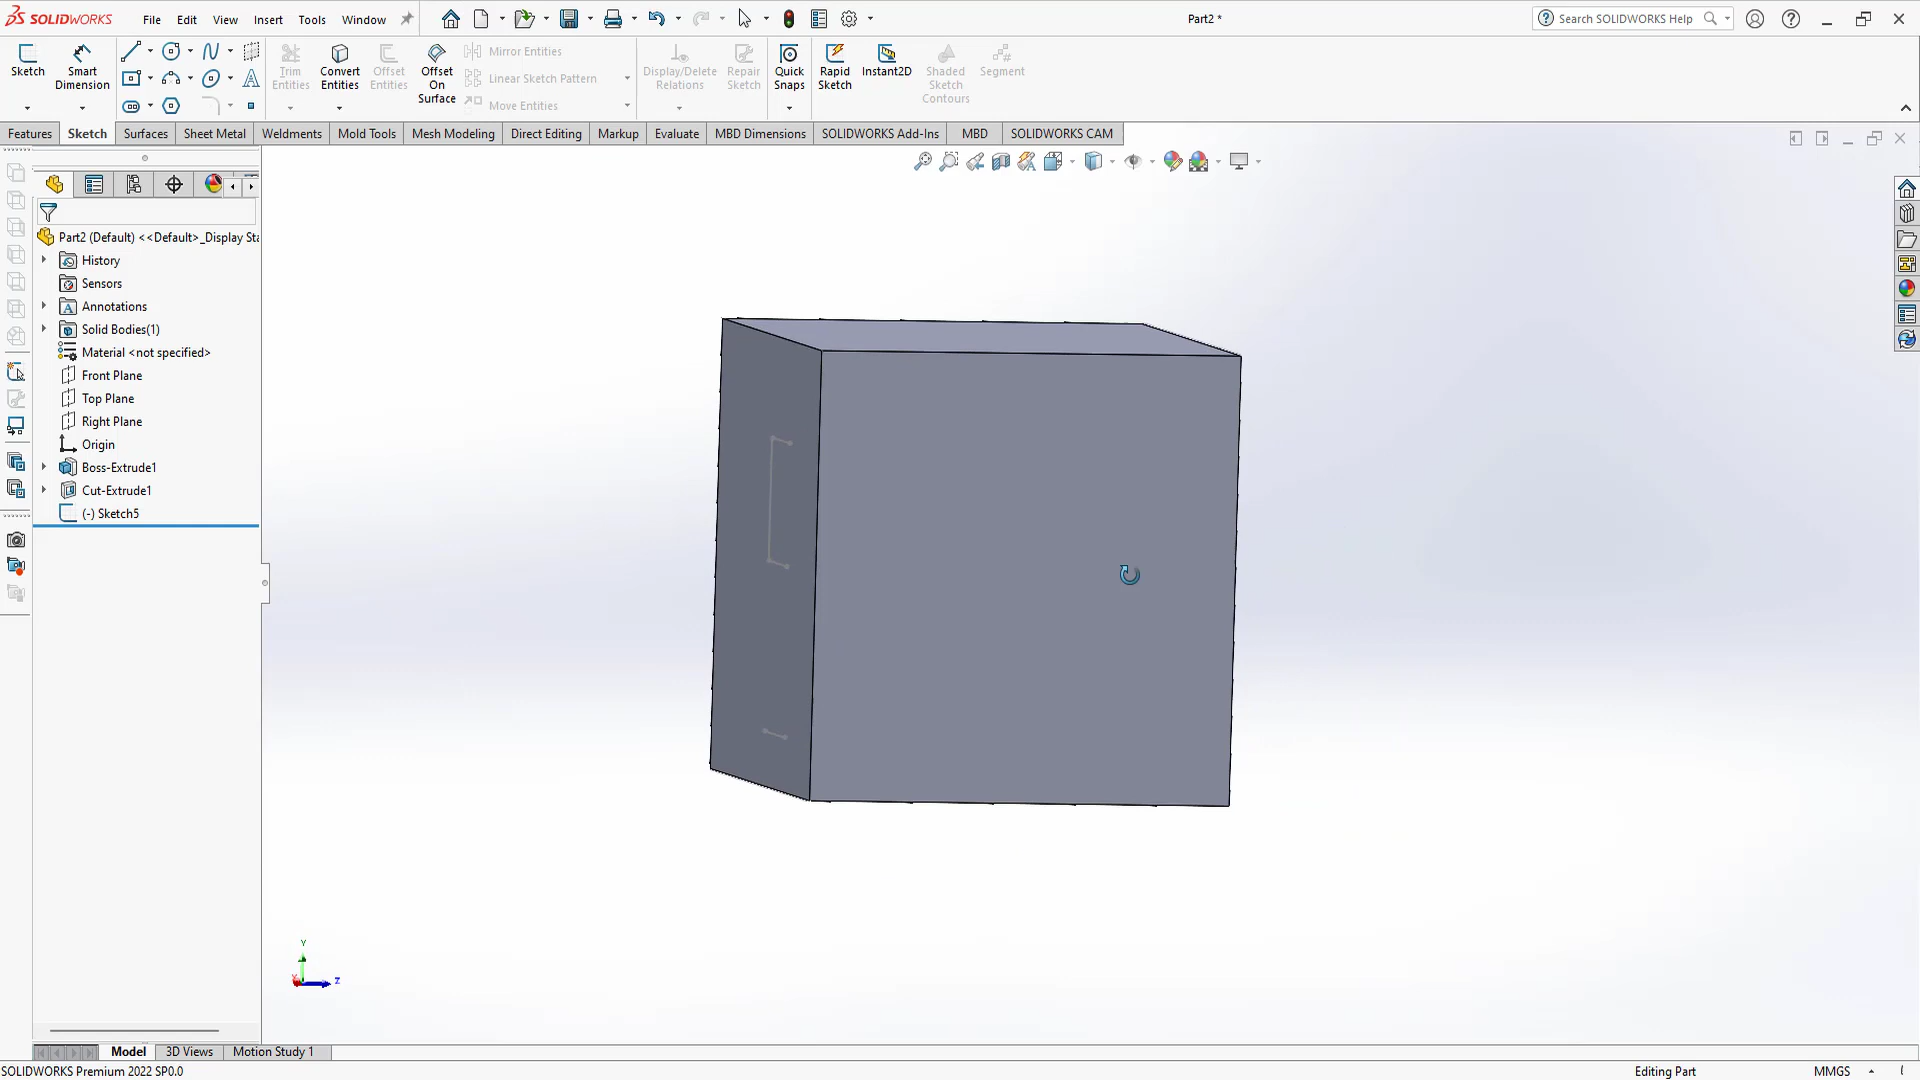 SOLIDWORKS File Edit View Insert Tools Window Part2 * Search SOLIDWORKS Help
Sketch Smart Dimension Trim Entities Convert Entities Offset Entities Offset On Surface Mirror Entities Linear Sketch Pattern Move Entities Display/Delete Relations Repair Sketch Quick Snaps Rapid Sketch Instant2D Shaded Sketch Contours Segment
Features Sketch Surfaces Sheet Metal Weldments Mold Tools Mesh Modeling Direct Editing Markup Evaluate MBD Dimensions SOLIDWORKS Add-Ins MBD SOLIDWORKS CAM
Part2 (Default) <<Default>_Display Sta
History
Sensors
Annotations
Solid Bodies(1)
Material <not specified>
Front Plane
Top Plane
Right Plane
Origin
Boss-Extrude1
Cut-Extrude1
(-) Sketch5
Y
Z
Model 3D Views Motion Study 1
SOLIDWORKS Premium 2022 SP0.0 Editing Part MMGS